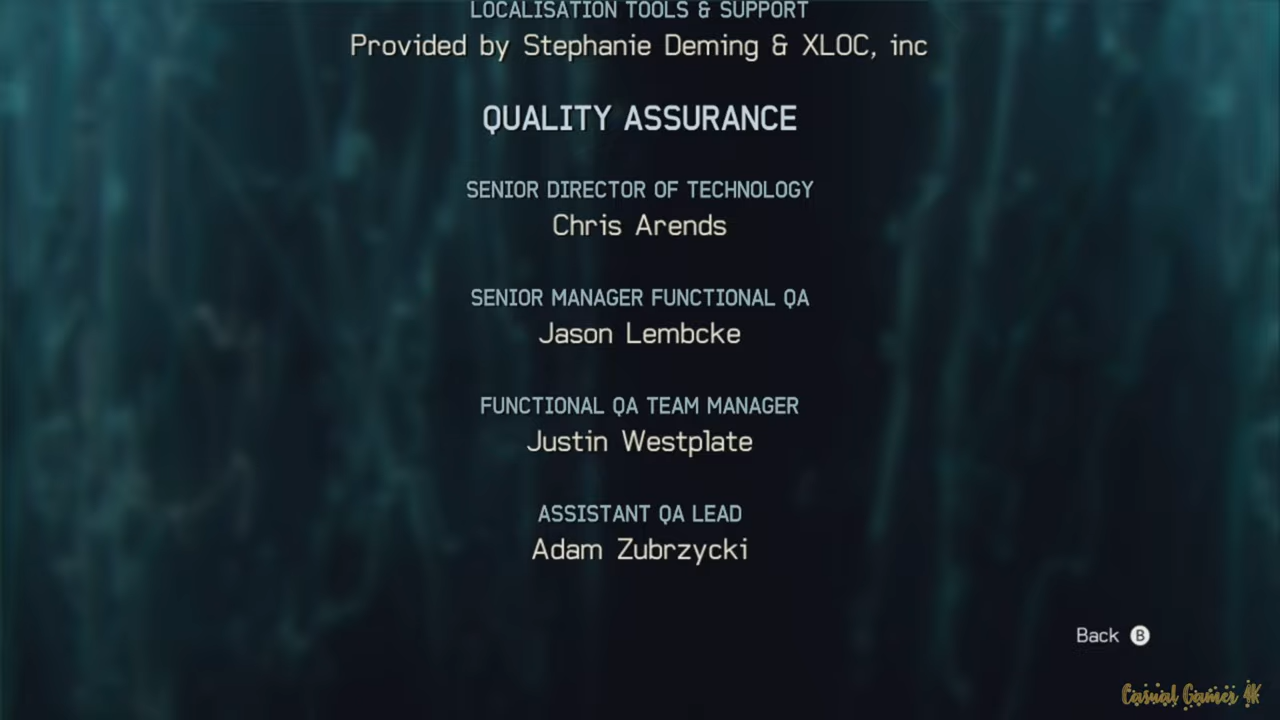 LOCALISATION TOOLS & SUPPORT
Provided by Stephanie Deming & XLOC, inc
QUALITY ASSURANCE
SENIOR DIRECTOR OF TECHNOLOGY
Chris Arends
SENIOR MANAGER FUNCTIONAL QA
Jason Lembcke
FUNCTIONAL QA TEAM MANAGER
Justin Westplate
ASSISTANT QA LEAD
Adam Zubrzycki
Back B
Casual Gamer 4K